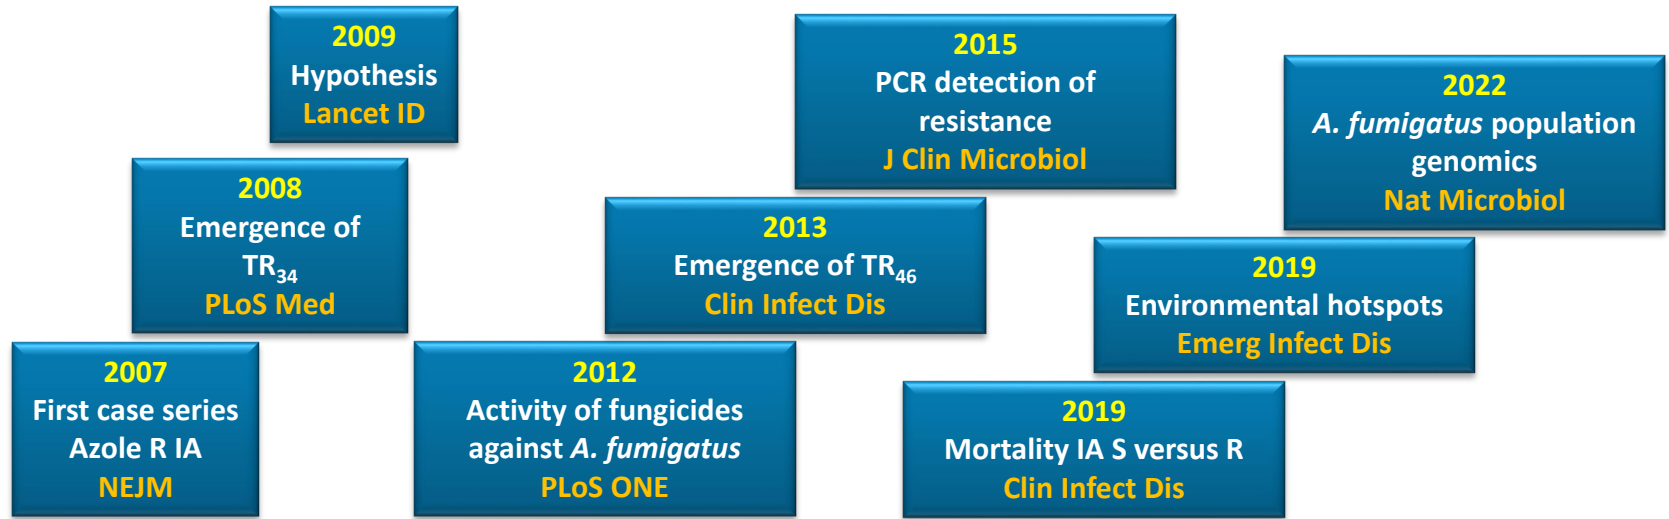 2007
First case series
Azole R IA
NEJM
2008
Emergence of
TR34
PLoS Med
2009
Hypothesis
Lancet ID
2012
Activity of fungicides
against A. fumigatus
PLoS ONE
2013
Emergence of TR46
Clin Infect Dis
2015
PCR detection of
resistance
J Clin Microbiol
2019
Mortality IA S versus R
Clin Infect Dis
2019
Environmental hotspots
Emerg Infect Dis
2022
A. fumigatus population
genomics
Nat Microbiol